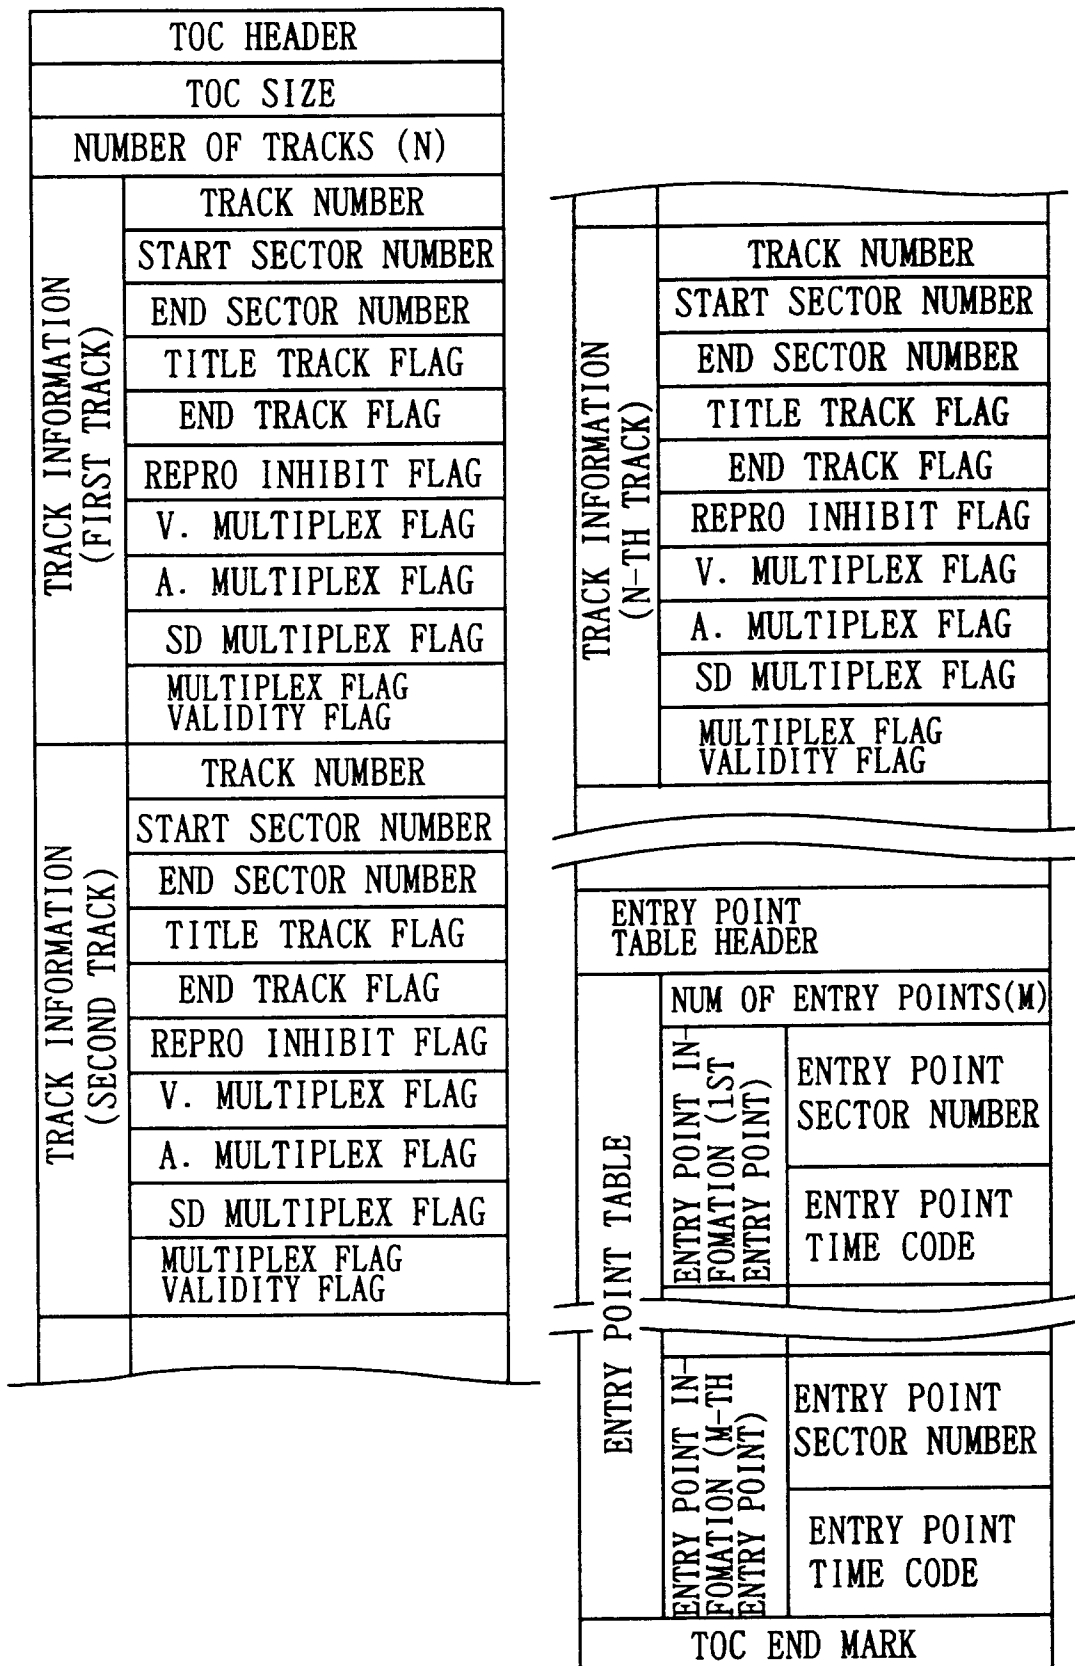 TOC HEADER
TOC SIZE
NUMBER OF TRACKS (N)
TRACK INFORMATION
(FIRST TRACK)
TRACK NUMBER
START SECTOR NUMBER
END SECTOR NUMBER
TITLE TRACK FLAG
END TRACK FLAG
REPRO INHIBIT FLAG
V. MULTIPLEX FLAG
A. MULTIPLEX FLAG
SD MULTIPLEX FLAG
MULTIPLEX FLAG
VALIDITY FLAG
TRACK INFORMATION
(SECOND TRACK)
TRACK NUMBER
START SECTOR NUMBER
END SECTOR NUMBER
TITLE TRACK FLAG
END TRACK FLAG
REPRO INHIBIT FLAG
V. MULTIPLEX FLAG
A. MULTIPLEX FLAG
SD MULTIPLEX FLAG
MULTIPLEX FLAG
VALIDITY FLAG
TRACK INFORMATION
(N-TH TRACK)
TRACK NUMBER
START SECTOR NUMBER
END SECTOR NUMBER
TITLE TRACK FLAG
END TRACK FLAG
REPRO INHIBIT FLAG
V. MULTIPLEX FLAG
A. MULTIPLEX FLAG
SD MULTIPLEX FLAG
MULTIPLEX FLAG
VALIDITY FLAG
ENTRY POINT
TABLE HEADER
ENTRY POINT TABLE
NUM OF ENTRY POINTS(M)
ENTRY POINT IN-
FOMATION (1ST
ENTRY POINT)
ENTRY POINT
SECTOR NUMBER
ENTRY POINT
TIME CODE
ENTRY POINT IN-
FOMATION (M-TH
ENTRY POINT)
ENTRY POINT
SECTOR NUMBER
ENTRY POINT
TIME CODE
TOC END MARK